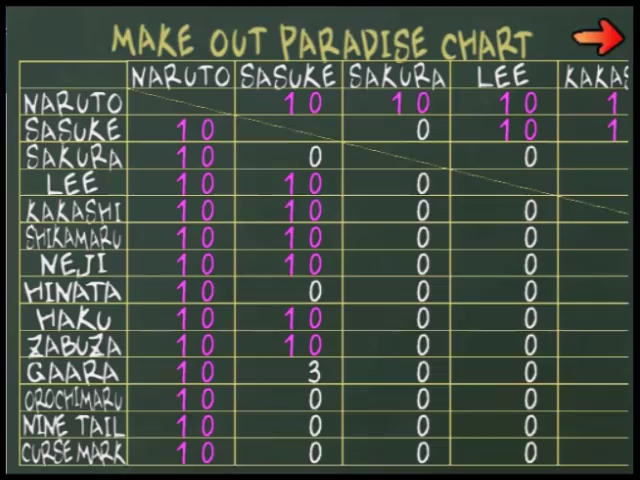 MAKE OUT PARADISE CHART
NARUTO SASUKE SAKURA LEE KAKAS
NARUTO 10 10 10 1
SASUKE 10 0 10 1
SAKURA 10 0 0
LEE 10 10 0
KAKASHI 10 10 0 0
SHIKAMARU 10 10 0 0
NEJI 10 10 0 0
HINATA 10 0 0 0
HAKU 10 10 0 0
ZABUZA 10 10 0 0
GAARA 10 3 0 0
OROCHIMARU 10 0 0 0
NINE TAIL 10 0 0 0
CURSE MARK 10 0 0 0